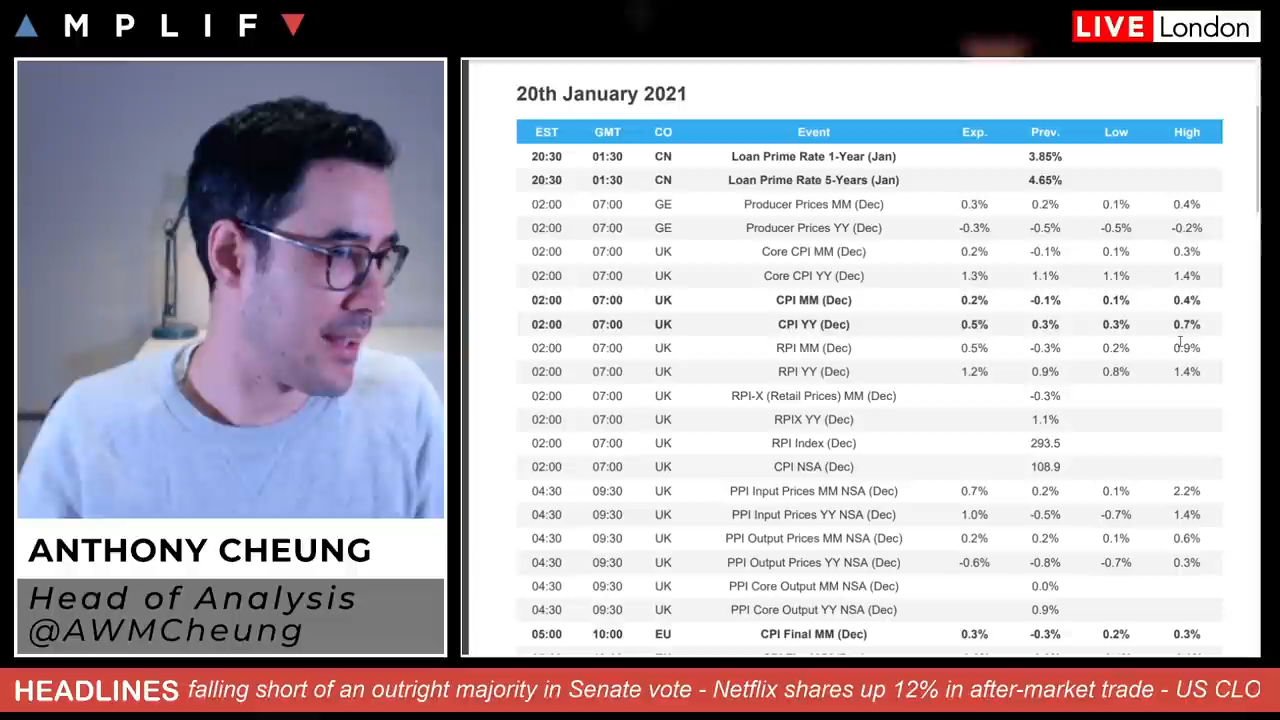 AMPLIFY
LIVE London
20th January 2021
EST GMT CO Event Exp. Prev. Low High
20:30 01:30 CN Loan Prime Rate 1-Year (Jan) 3.85%
20:30 01:30 CN Loan Prime Rate 5-Years (Jan) 4.65%
02:00 07:00 GE Producer Prices MM (Dec) 0.3% 0.2% 0.1% 0.4%
02:00 07:00 GE Producer Prices YY (Dec) -0.3% -0.5% -0.5% -0.2%
02:00 07:00 UK Core CPI MM (Dec) 0.2% -0.1% 0.1% 0.3%
02:00 07:00 UK Core CPI YY (Dec) 1.3% 1.1% 1.1% 1.4%
02:00 07:00 UK CPI MM (Dec) 0.2% -0.1% 0.1% 0.4%
02:00 07:00 UK CPI YY (Dec) 0.5% 0.3% 0.3% 0.7%
02:00 07:00 UK RPI MM (Dec) 0.5% -0.3% 0.2% 0.9%
02:00 07:00 UK RPI YY (Dec) 1.2% 0.9% 0.8% 1.4%
02:00 07:00 UK RPI-X (Retail Prices) MM (Dec) -0.3%
02:00 07:00 UK RPIX YY (Dec) 1.1%
02:00 07:00 UK RPI Index (Dec) 293.5
02:00 07:00 UK CPI NSA (Dec) 108.9
04:30 09:30 UK PPI Input Prices MM NSA (Dec) 0.7% 0.2% 0.1% 2.2%
04:30 09:30 UK PPI Input Prices YY NSA (Dec) 1.0% -0.5% -0.7% 1.4%
04:30 09:30 UK PPI Output Prices MM NSA (Dec) 0.2% 0.2% 0.1% 0.6%
04:30 09:30 UK PPI Output Prices YY NSA (Dec) -0.6% -0.8% -0.7% 0.3%
04:30 09:30 UK PPI Core Output MM NSA (Dec) 0.0%
04:30 09:30 UK PPI Core Output YY NSA (Dec) 0.9%
05:00 10:00 EU CPI Final MM (Dec) 0.3% -0.3% 0.2% 0.3%
ANTHONY CHEUNG
Head of Analysis
@AWMCheung
HEADLINES falling short of an outright majority in Senate vote - Netflix shares up 12% in after-market trade - US CLO